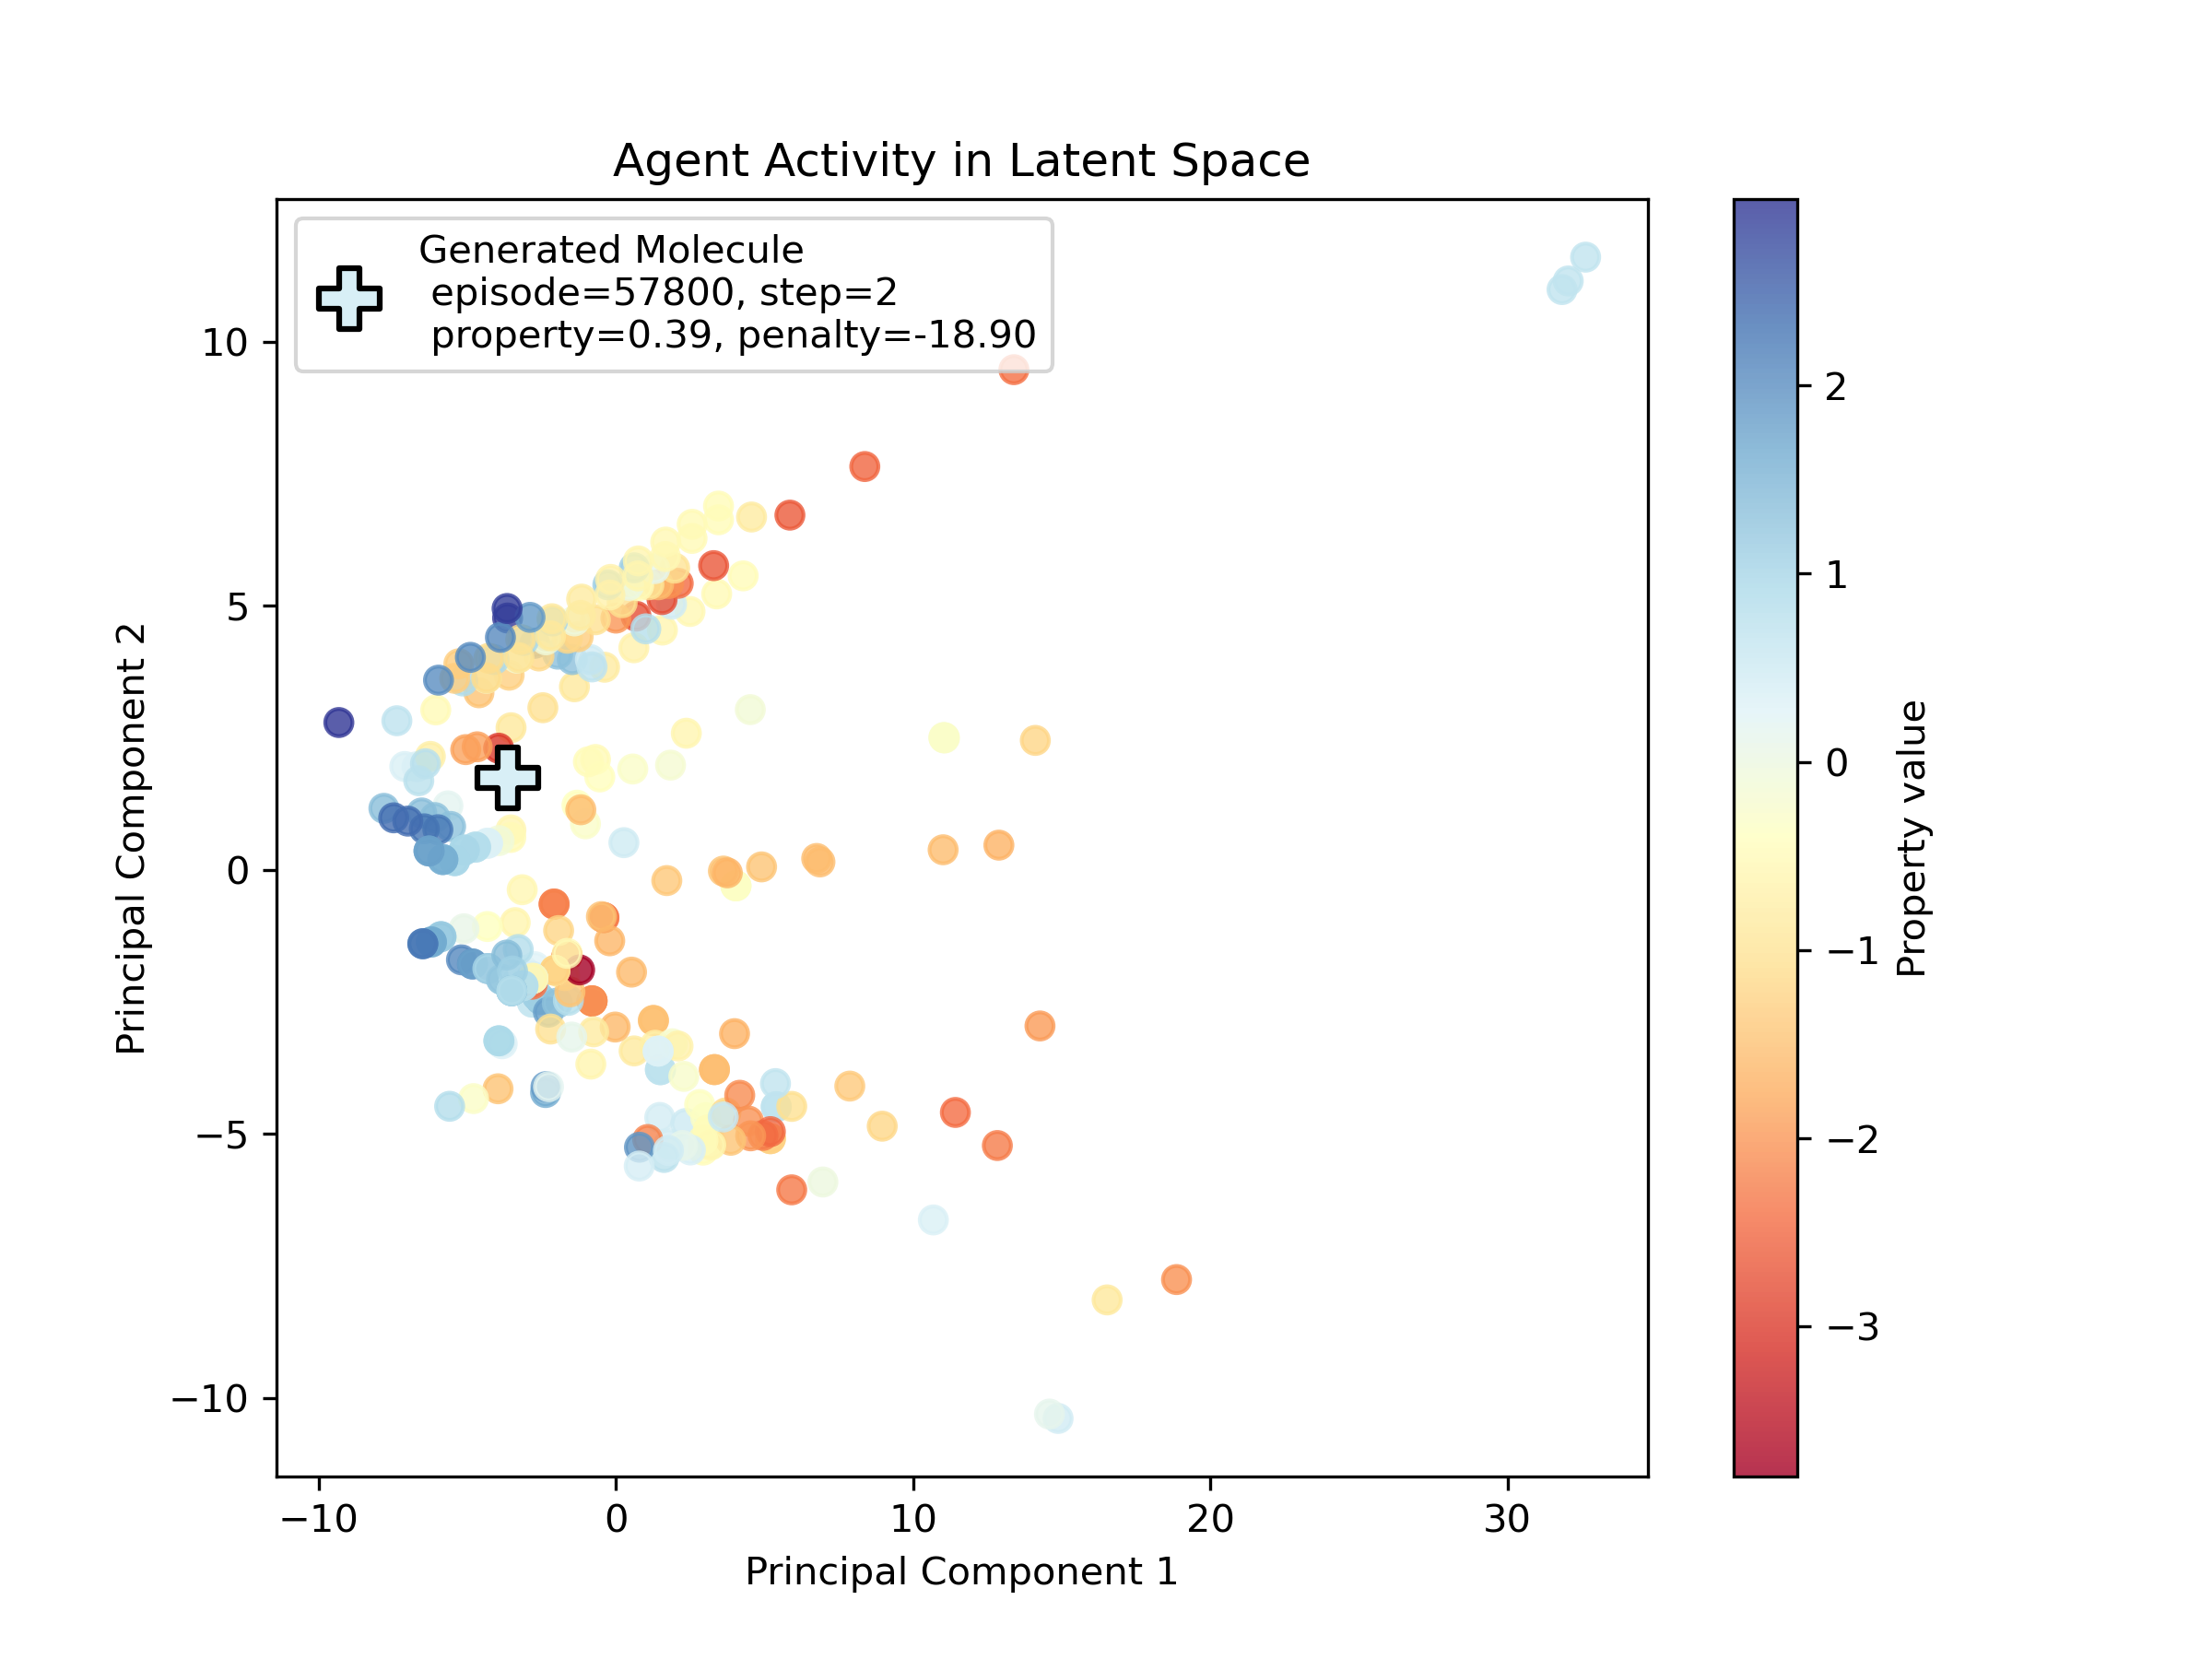 Agent Activity in Latent Space
Generated Molecule
episode=57800, step=2
property=0.39, penalty=-18.90
10
5
0
−5
−10
Principal Component 2
−10
0
10
20
30
Principal Component 1
2
1
0
−1
−2
−3
Property value